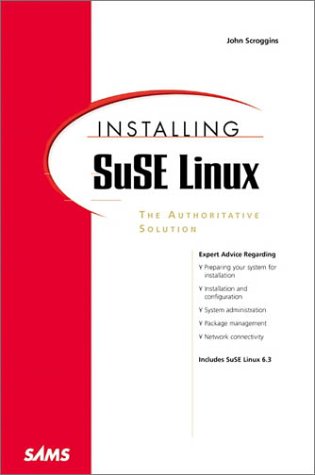 John Scroggins
INSTALLING
SuSE Linux
THE AUTHORITATIVE
SOLUTION
Expert Advice Regarding
¥ Preparing your system for
installation
¥ Installation and
configuration
¥ System administration
¥ Package management
¥ Network connectivity
Includes SuSE Linux 6.3
SAMS